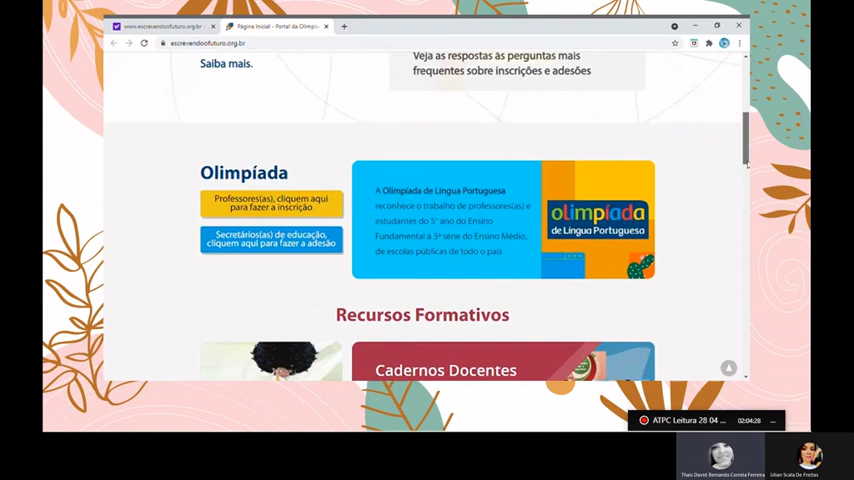 www.escrevendoofuturo.org.br
Página Inicial - Portal da Olimpía
escrevendoofuturo.org.br
Saiba mais.
Veja as respostas às perguntas mais
frequentes sobre inscrições e adesões
Olimpíada
Professores(as), cliquem aqui
para fazer a inscrição
Secretários(as) de educação,
cliquem aqui para fazer a adesão
A Olimpíada de Língua Portuguesa
reconhece o trabalho de professores(as) e
estudantes do 5º ano do Ensino
Fundamental à 3ª série do Ensino Médio,
de escolas públicas de todo o país
olimpíada
de Língua Portuguesa
Recursos Formativos
Cadernos Docentes
ATPC Leitura 28 04 ...
02:04:28
...
Thais David Bernardo Correia Ferreira
Lilian Scala De Freitas